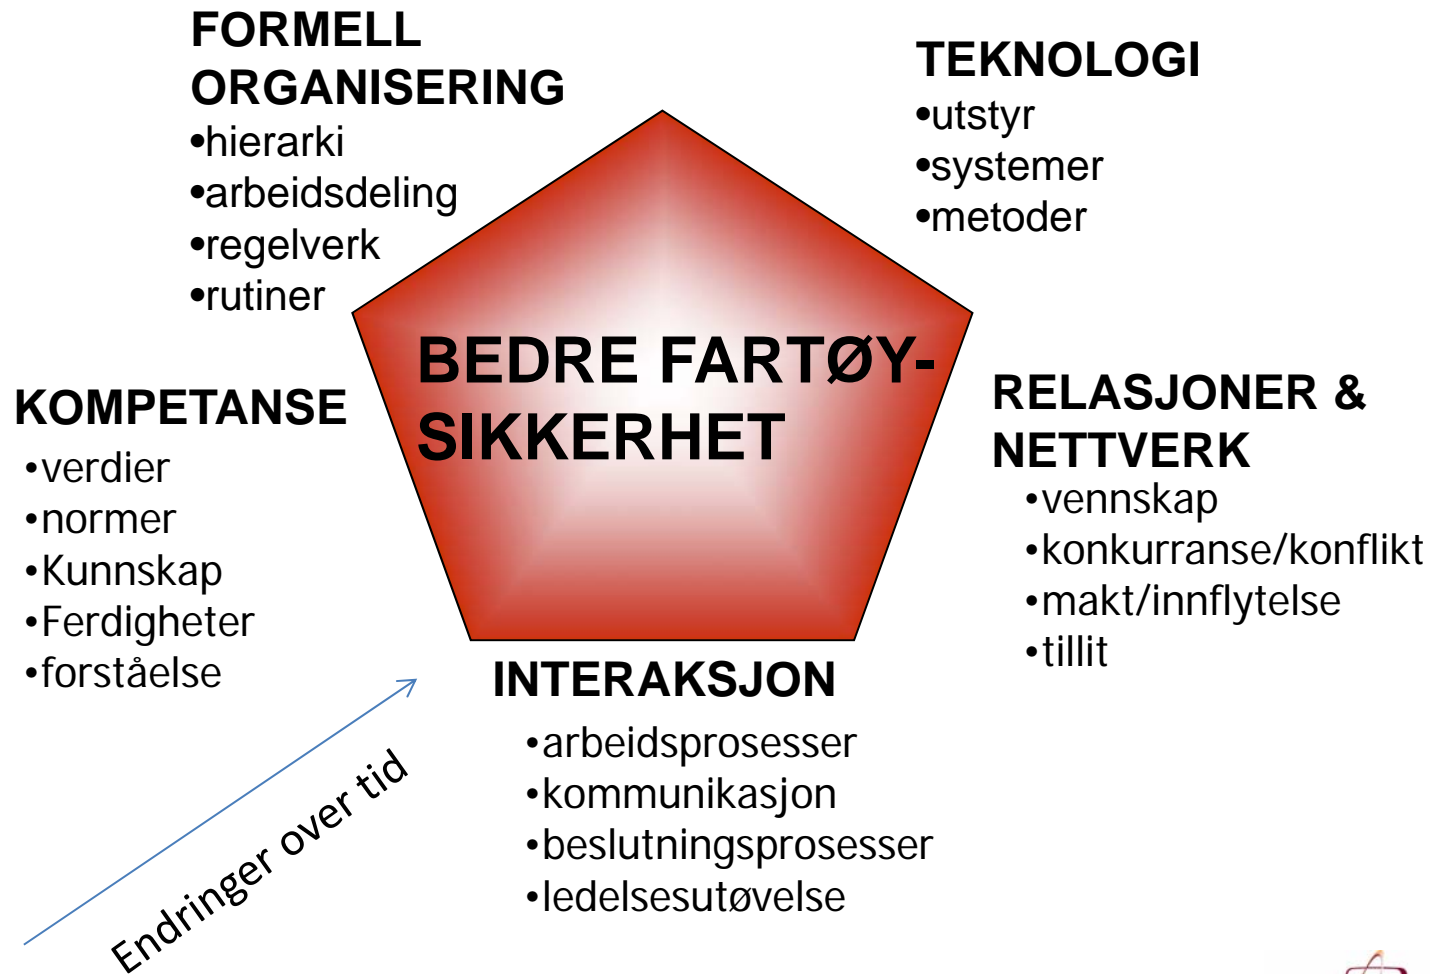 FORMELL
ORGANISERING
•hierarki
•arbeidsdeling
•regelverk
•rutiner
TEKNOLOGI
•utstyr
•systemer
•metoder
BEDRE FARTØY-
SIKKERHET
KOMPETANSE
•verdier
•normer
•Kunnskap
•Ferdigheter
•forståelse
RELASJONER &
NETTVERK
•vennskap
•konkurranse/konflikt
•makt/innflytelse
•tillit
INTERAKSJON
•arbeidsprosesser
•kommunikasjon
•beslutningsprosesser
•ledelsesutøvelse
Endringer over tid